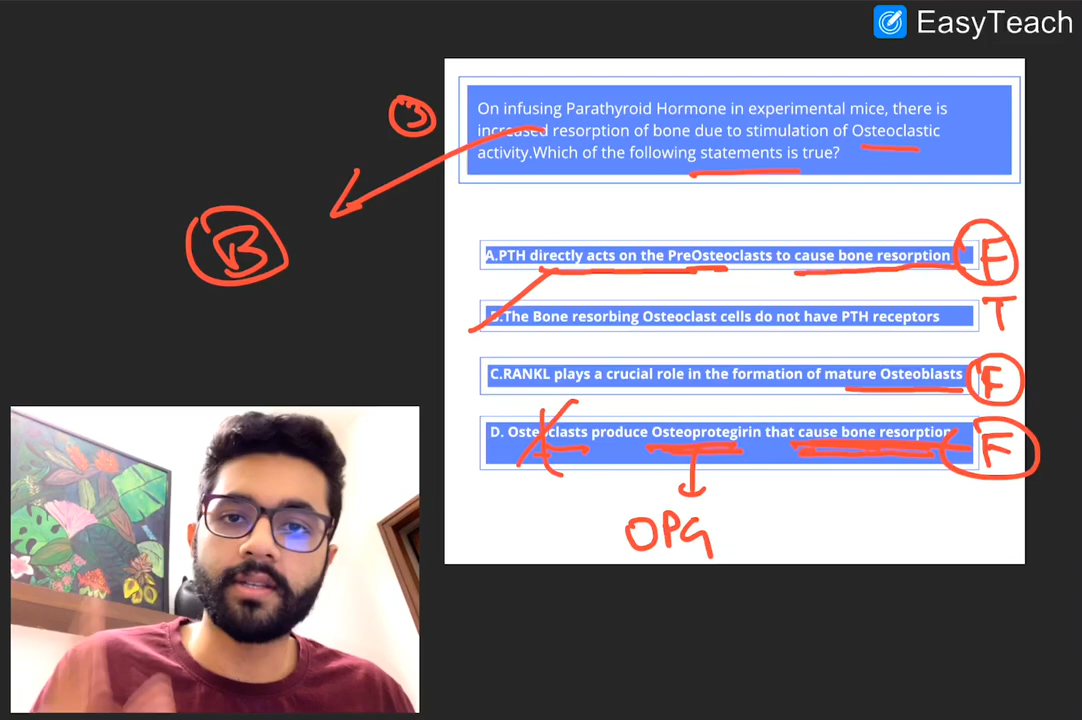 EasyTeach
On infusing Parathyroid Hormone in experimental mice, there is
increased resorption of bone due to stimulation of Osteoclastic
activity.Which of the following statements is true?
B
A.PTH directly acts on the PreOsteoclasts to cause bone resorption
F
B.The Bone resorbing Osteoclast cells do not have PTH receptors
T
C.RANKL plays a crucial role in the formation of mature Osteoblasts
F
D. Osteoclasts produce Osteoprotegirin that cause bone resorption
F
OPG